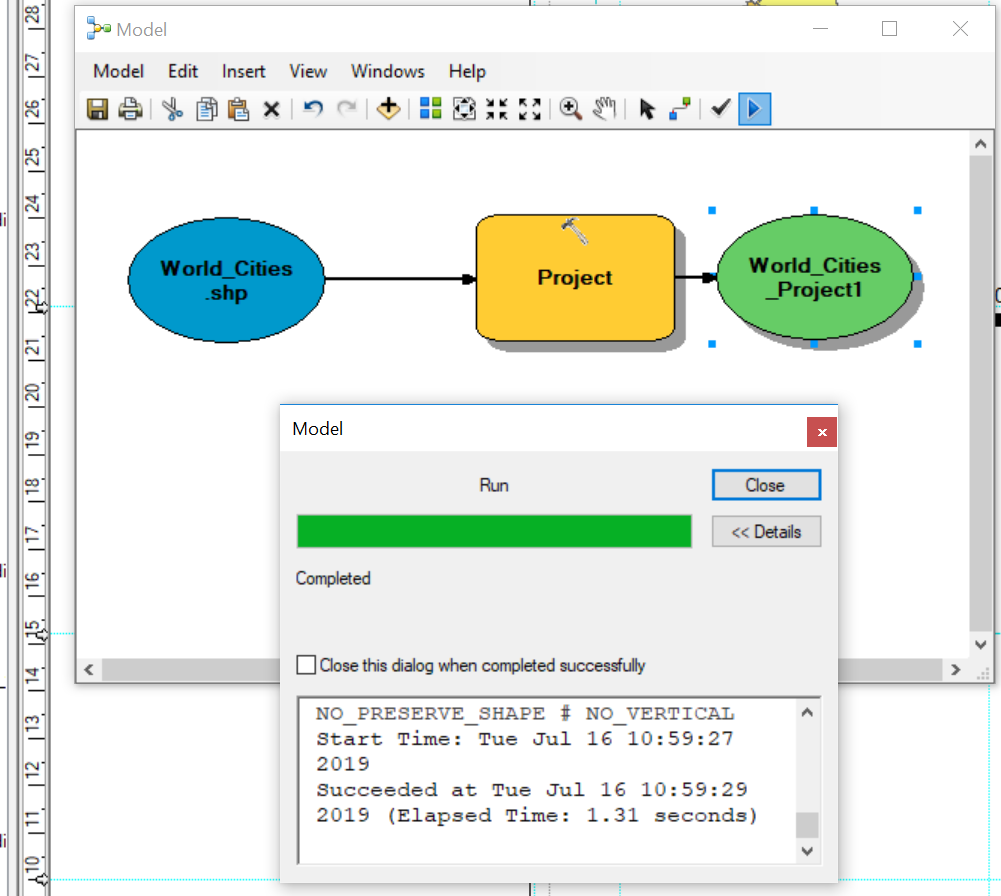 Model
Model Edit Insert View Windows Help
World_Cities
.shp
Project
World_Cities
_Project1
Model
Run
Close
<< Details
Completed
Close this dialog when completed successfully
NO_PRESERVE_SHAPE # NO_VERTICAL
Start Time: Tue Jul 16 10:59:27
2019
Succeeded at Tue Jul 16 10:59:29
2019 (Elapsed Time: 1.31 seconds)
28
27
26
25
24
23
22
21
20
19
18
17
16
15
14
13
12
11
10